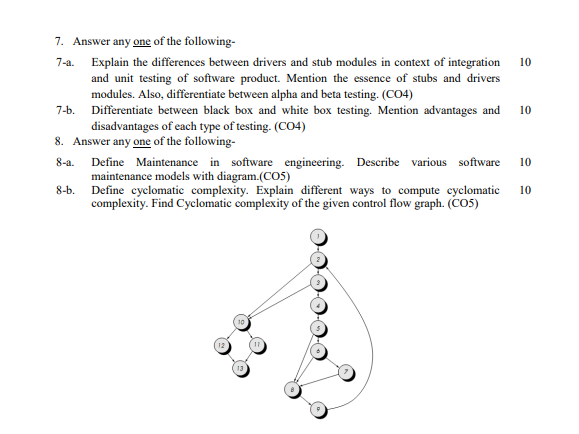 7. Answer any one of the following-
7-a. Explain the differences between drivers and stub modules in context of integration 10
and unit testing of software product. Mention the essence of stubs and drivers
modules. Also, differentiate between alpha and beta testing. (CO4)
7-b. Differentiate between black box and white box testing. Mention advantages and 10
disadvantages of each type of testing. (CO4)
8. Answer any one of the following-
8-a. Define Maintenance in software engineering. Describe various software 10
maintenance models with diagram.(CO5)
8-b. Define cyclomatic complexity. Explain different ways to compute cyclomatic 10
complexity. Find Cyclomatic complexity of the given control flow graph. (CO5)
1
2
3
4
10
5
12
11
6
13
7
8
9